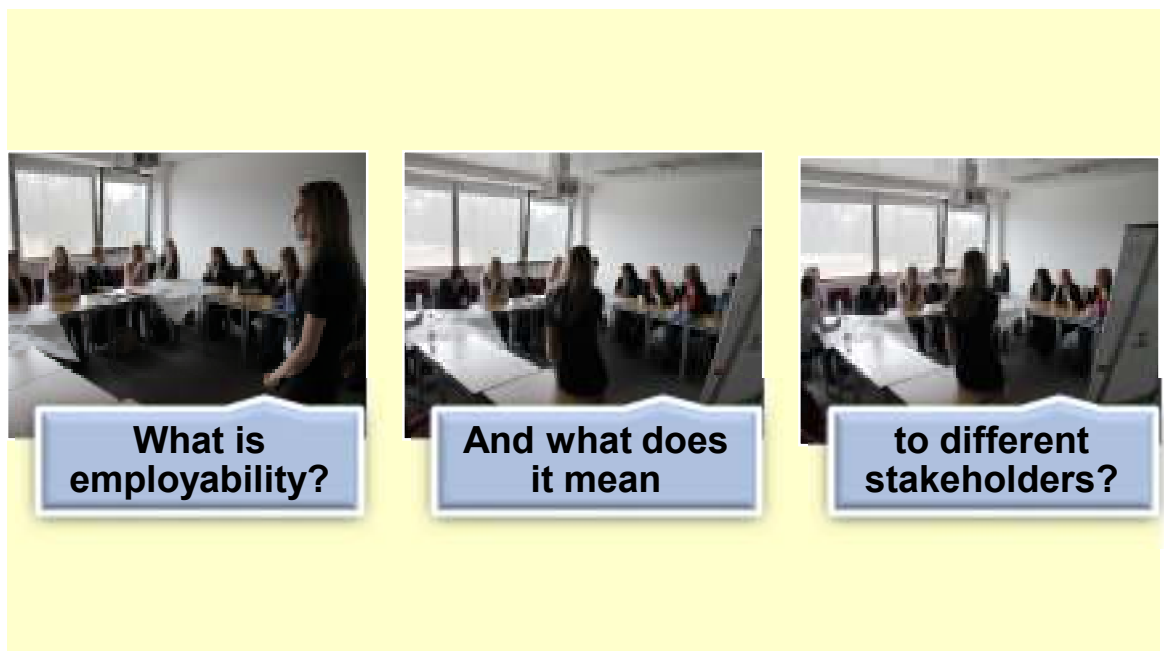 What is
employability?
And what does
it mean
to different
stakeholders?